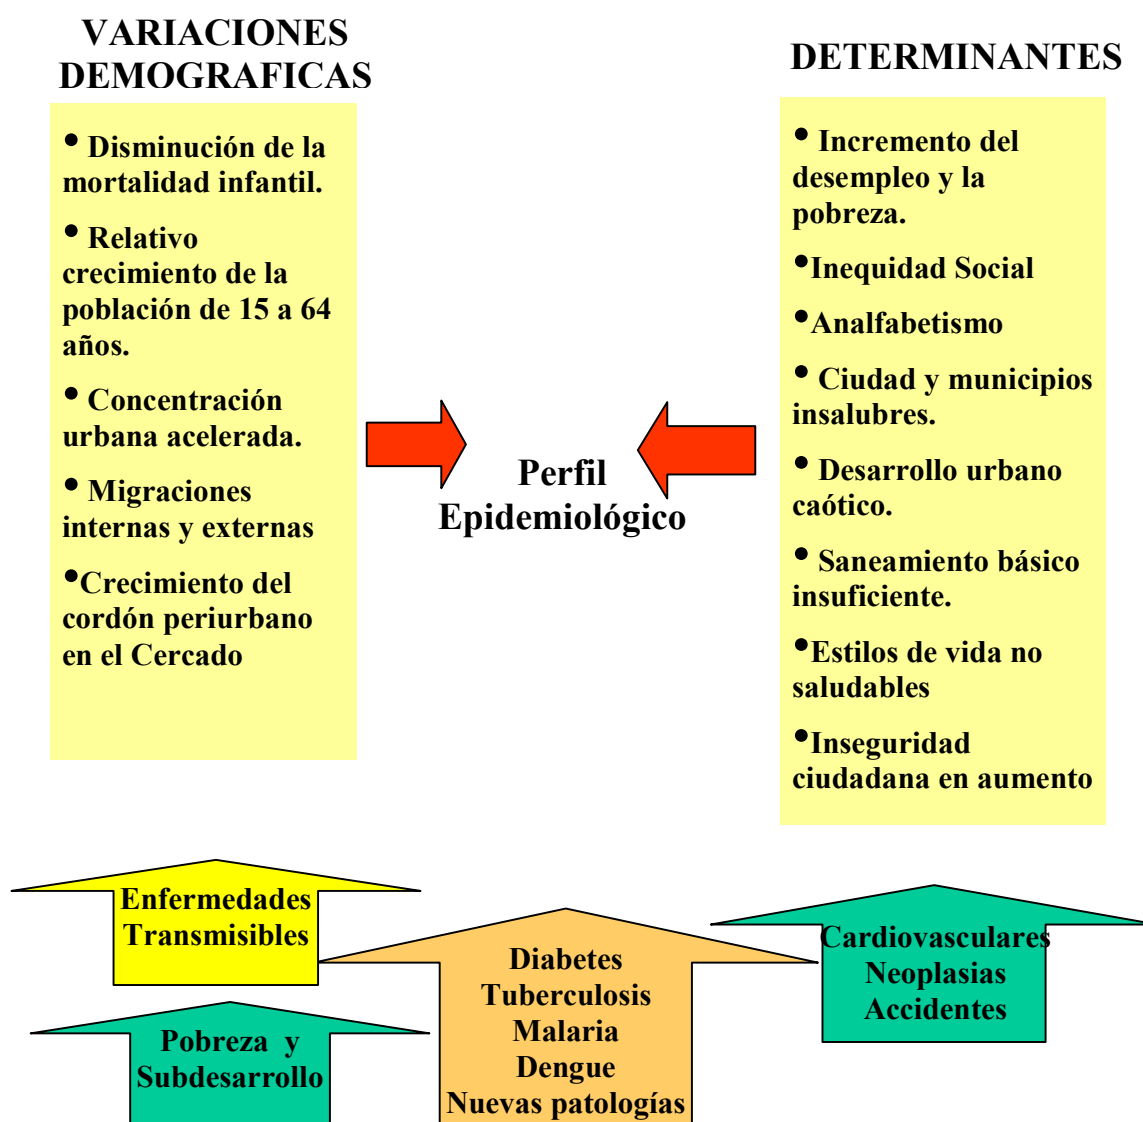 VARIACIONES
DEMOGRAFICAS
• Disminución de la
mortalidad infantil.
• Relativo
crecimiento de la
población de 15 a 64
años.
• Concentración
urbana acelerada.
• Migraciones
internas y externas
•Crecimiento del
cordón periurbano
en el Cercado
Perfil
Epidemiológico
DETERMINANTES
• Incremento del
desempleo y la
pobreza.
•Inequidad Social
•Analfabetismo
• Ciudad y municipios
insalubres.
• Desarrollo urbano
caótico.
• Saneamiento básico
insuficiente.
•Estilos de vida no
saludables
•Inseguridad
ciudadana en aumento
Enfermedades
Transmisibles
Pobreza y
Subdesarrollo
Diabetes
Tuberculosis
Malaria
Dengue
Nuevas patologías
Cardiovasculares
Neoplasias
Accidentes